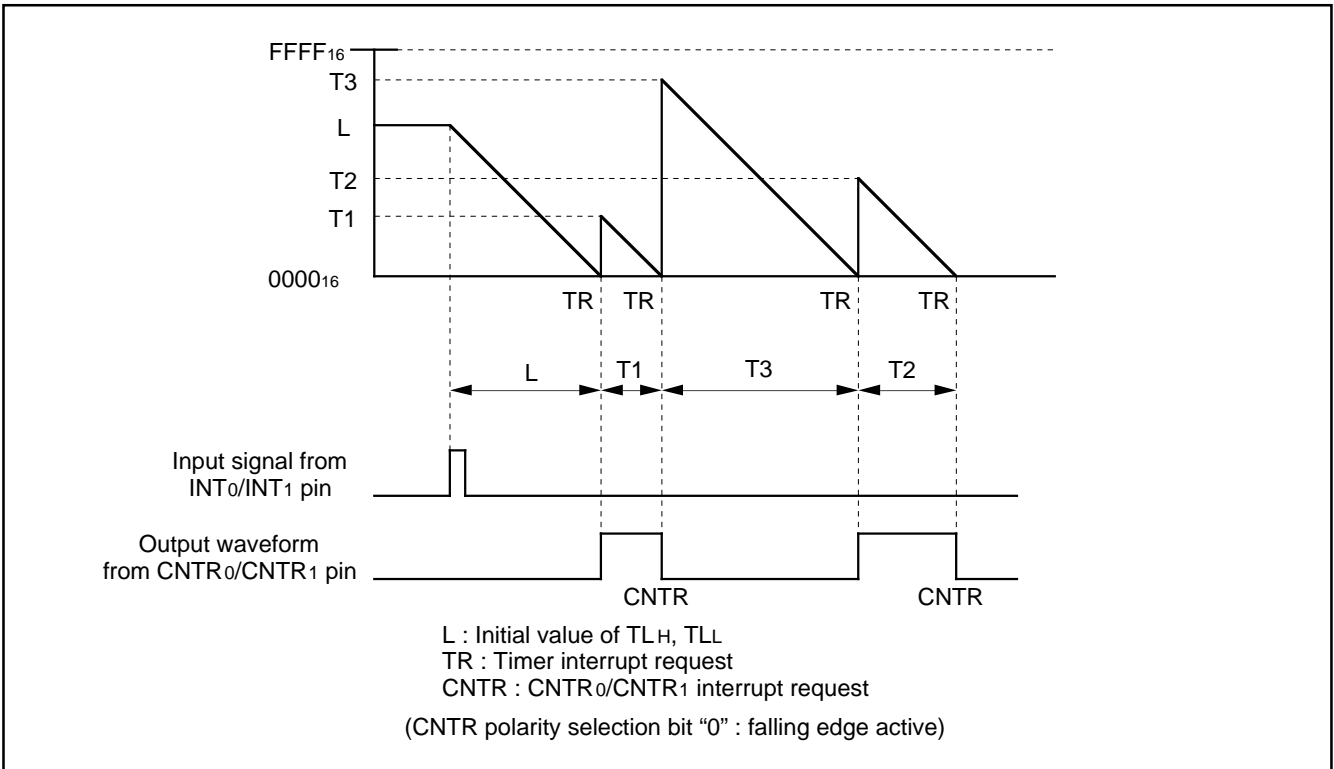 FFFF16
T3
L
T2
T1
000016
TR TR TR TR
L T1 T3 T2
Input signal from
INT0/INT1 pin
Output waveform
from CNTR0/CNTR1 pin
CNTR CNTR
L : Initial value of TLH, TLL
TR : Timer interrupt request
CNTR : CNTR0/CNTR1 interrupt request
(CNTR polarity selection bit “0” : falling edge active)